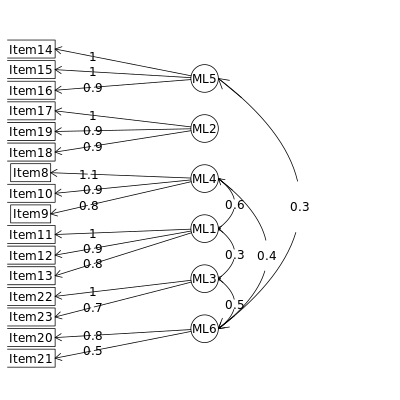 Item14
1
Item15
1
ML5
Item16
0.9
Item17
1
Item19
0.9
ML2
Item18
0.9
Item8
1.1
ML4
Item10
0.9
Item9
0.8
0.6
0.3
Item11
1
ML1
Item12
0.9
0.3
0.4
Item13
0.8
ML3
Item22
1
0.5
Item23
0.7
Item20
0.8
ML6
Item21
0.5